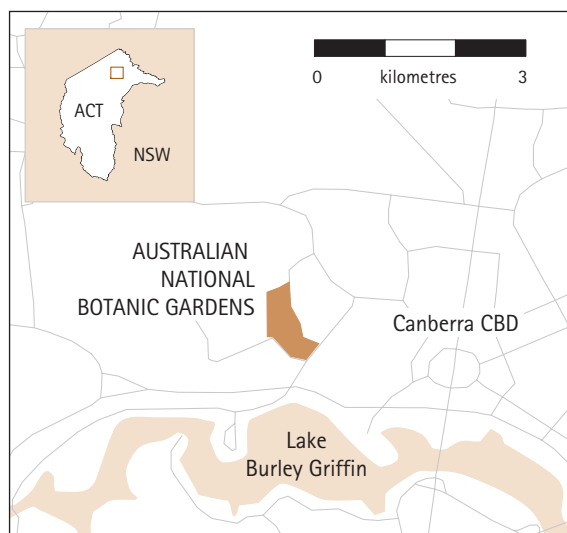 ACT
NSW
0 kilometres 3
AUSTRALIAN
NATIONAL
BOTANIC GARDENS
Canberra CBD
Lake
Burley Griffin